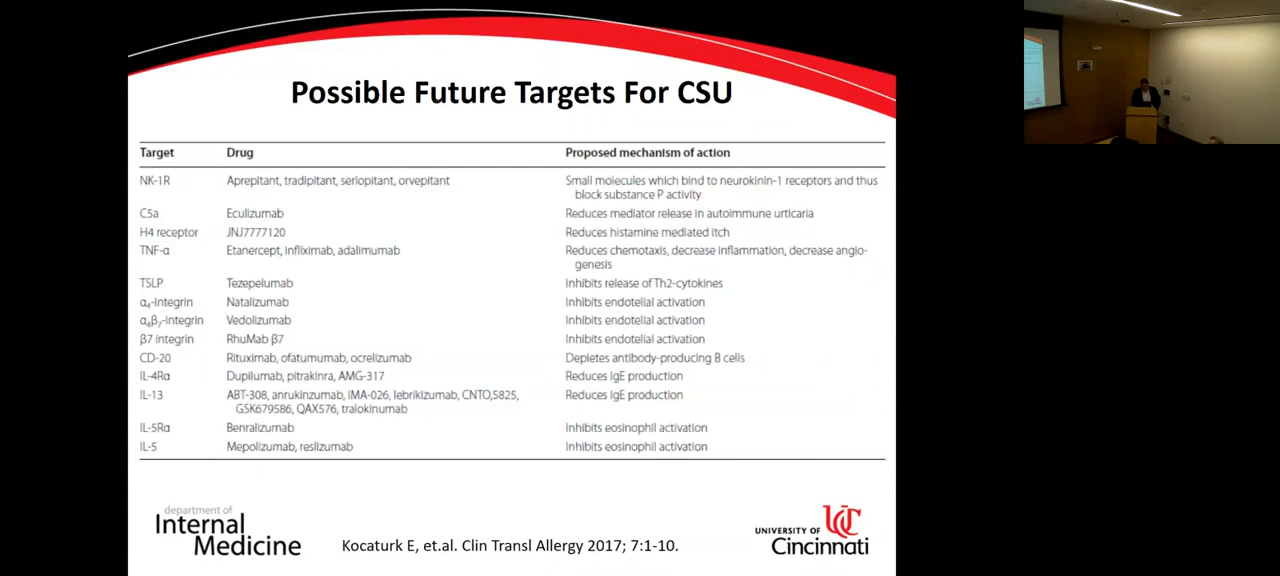 Possible Future Targets For CSU
Target Drug Proposed mechanism of action
NK-1R Aprepitant, tradipitant, serlopitant, orvepitant Small molecules which bind to neurokinin-1 receptors and thus
block substance P activity
C5a Eculizumab Reduces mediator release in autoimmune urticaria
H4 receptor JNJ7777120 Reduces histamine mediated itch
TNF-α Etanercept, infliximab, adalimumab Reduces chemotaxis, decrease inflammation, decrease angio-
genesis
TSLP Tezepelumab Inhibits release of Th2-cytokines
α4-integrin Natalizumab Inhibits endotelial activation
α4β7-integrin Vedolizumab Inhibits endotelial activation
β7 integrin RhuMab β7 Inhibits endotelial activation
CD-20 Rituximab, ofatumumab, ocrelizumab Depletes antibody-producing B cells
IL-4Rα Dupilumab, pitrakinra, AMG-317 Reduces IgE production
IL-13 ABT-308, anrukinzumab, IMA-026, lebrikizumab, CNTO,5825, Reduces IgE production
GSK679586, QAX576, tralokinumab
IL-5Rα Benralizumab Inhibits eosinophil activation
IL-5 Mepolizumab, reslizumab Inhibits eosinophil activation
department of
Internal
Medicine
Kocaturk E, et.al. Clin Transl Allergy 2017; 7:1-10.
UC
UNIVERSITY OF
Cincinnati